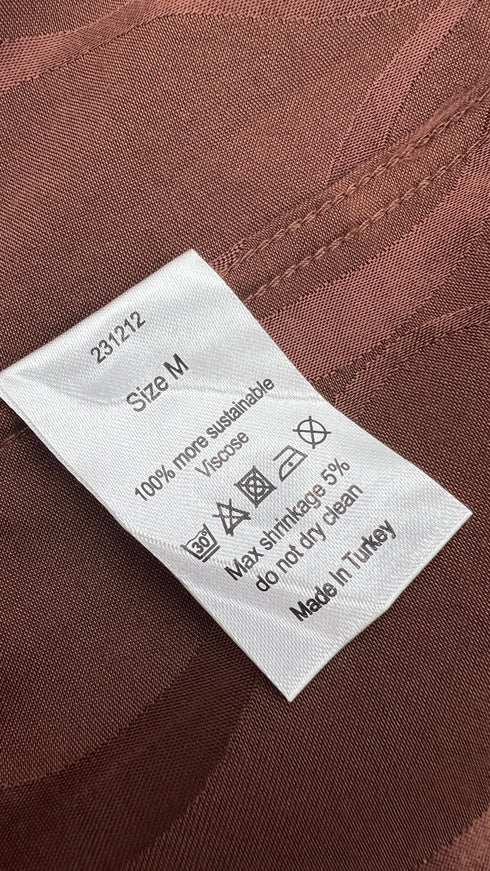 231212
Size M
100% more sustainable
Viscose
30°
Max shrinkage 5%
do not dry clean
Made In Turkey